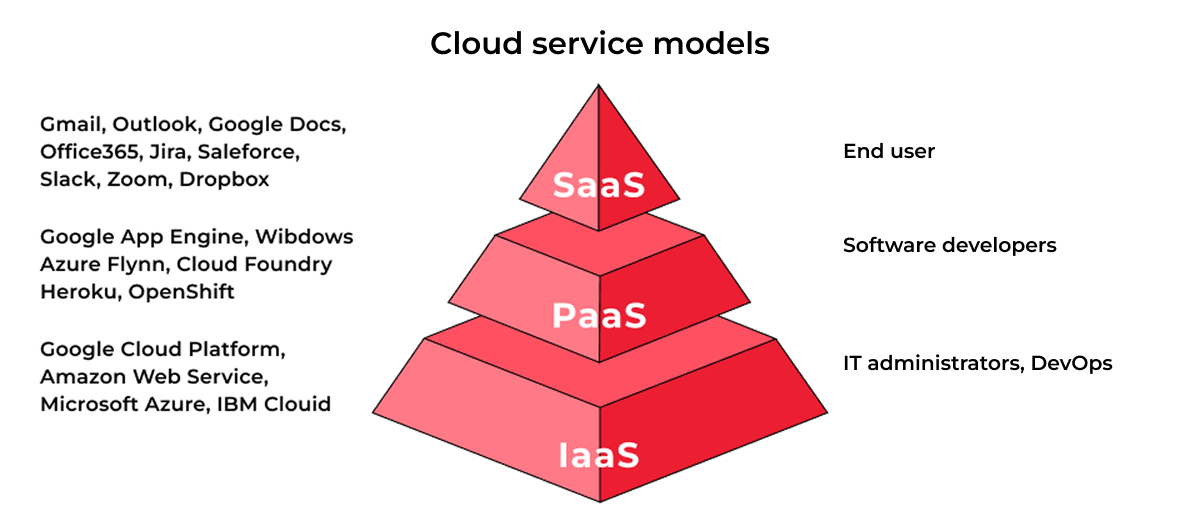 Cloud service models
Gmail, Outlook, Google Docs,
Office365, Jira, Saleforce,
Slack, Zoom, Dropbox
SaaS
End user
Google App Engine, Wibdows
Azure Flynn, Cloud Foundry
Heroku, OpenShift
PaaS
Software developers
Google Cloud Platform,
Amazon Web Service,
Microsoft Azure, IBM Clouid
IaaS
IT administrators, DevOps